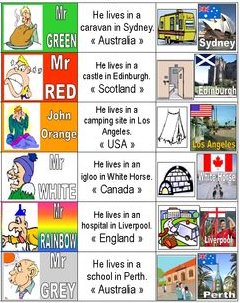 Mr
GREEN
He lives in a
caravan in Sydney.
« Australia »
Sydney
Mr
RED
He lives in a
castle in Edinburgh.
« Scotland »
Edinburgh
John
Orange
He lives in a
camping site in Los
Angeles.
« USA »
Los Angeles
Mr
WHITE
He lives in an
igloo in White Horse.
« Canada »
White Horse
Mr
RAINBOW
He lives in an
hospital in Liverpool.
« England »
Liverpool
Mr
GREY
He lives in a
school in Perth.
« Australia »
Perth